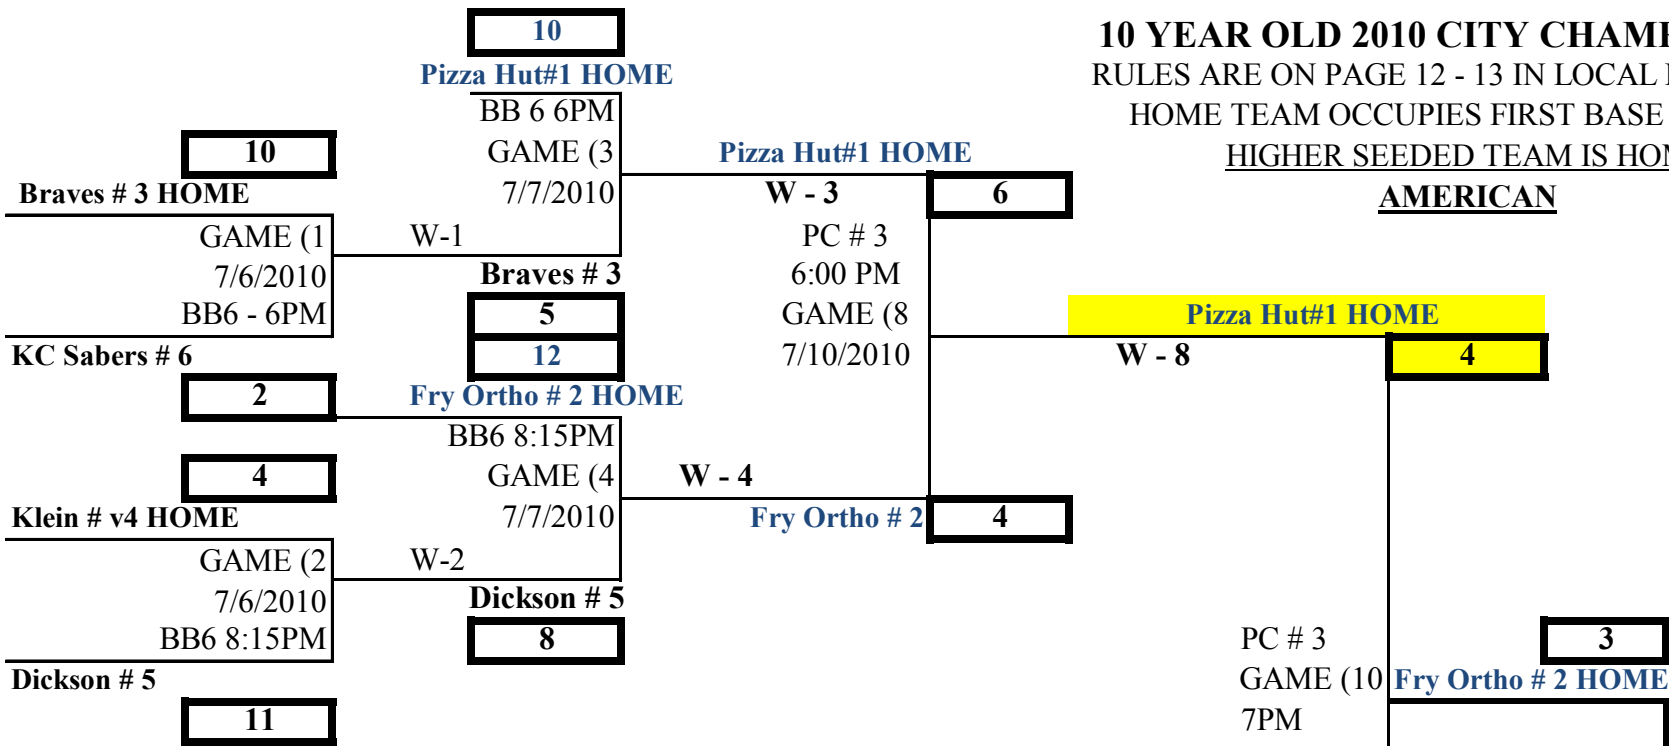 10
10 YEAR OLD 2010 CITY
Pizza Hut#1 HOME
RULES ARE ON PAGE 12 - 13 IN LOCAL
BB 6 6PM
HOME TEAM OCCUPIES FIRST BASE
10
GAME (3
Pizza Hut#1 HOME
HIGHER SEEDED TEAM IS
Braves # 3 HOME
7/7/2010
W - 3
6
AMERICAN
GAME (1
W-1
PC # 3
7/6/2010
Braves # 3
6:00 PM
BB6 - 6PM
5
GAME (8
Pizza Hut#1 HOME
KC Sabers # 6
12
7/10/2010
W - 8
4
2
Fry Ortho # 2 HOME
BB6 8:15PM
4
GAME (4
W - 4
Klein # v4 HOME
7/7/2010
Fry Ortho # 2
4
GAME (2
W-2
7/6/2010
Dickson # 5
BB6 8:15PM
8
PC # 3
3
Dickson # 5
GAME (10
Fry Ortho # 2 HOME
11
7PM